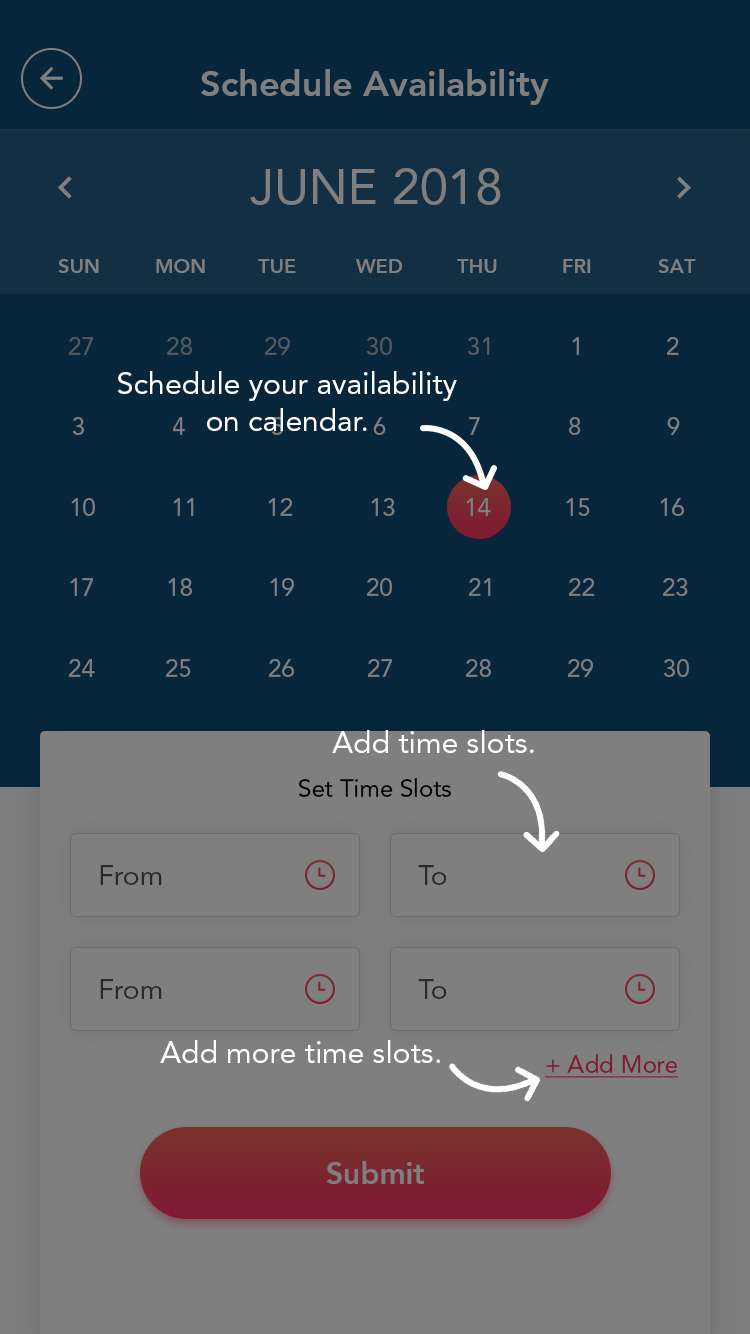 Schedule Availability
JUNE 2018
SUN MON TUE WED THU FRI SAT
27 28 29 30 31 1 2
Schedule your availability
on calendar.
3 4 5 6 7 8 9
10 11 12 13 14 15 16
17 18 19 20 21 22 23
24 25 26 27 28 29 30
Add time slots.
Set Time Slots
From To
From To
Add more time slots.
+ Add More
Submit